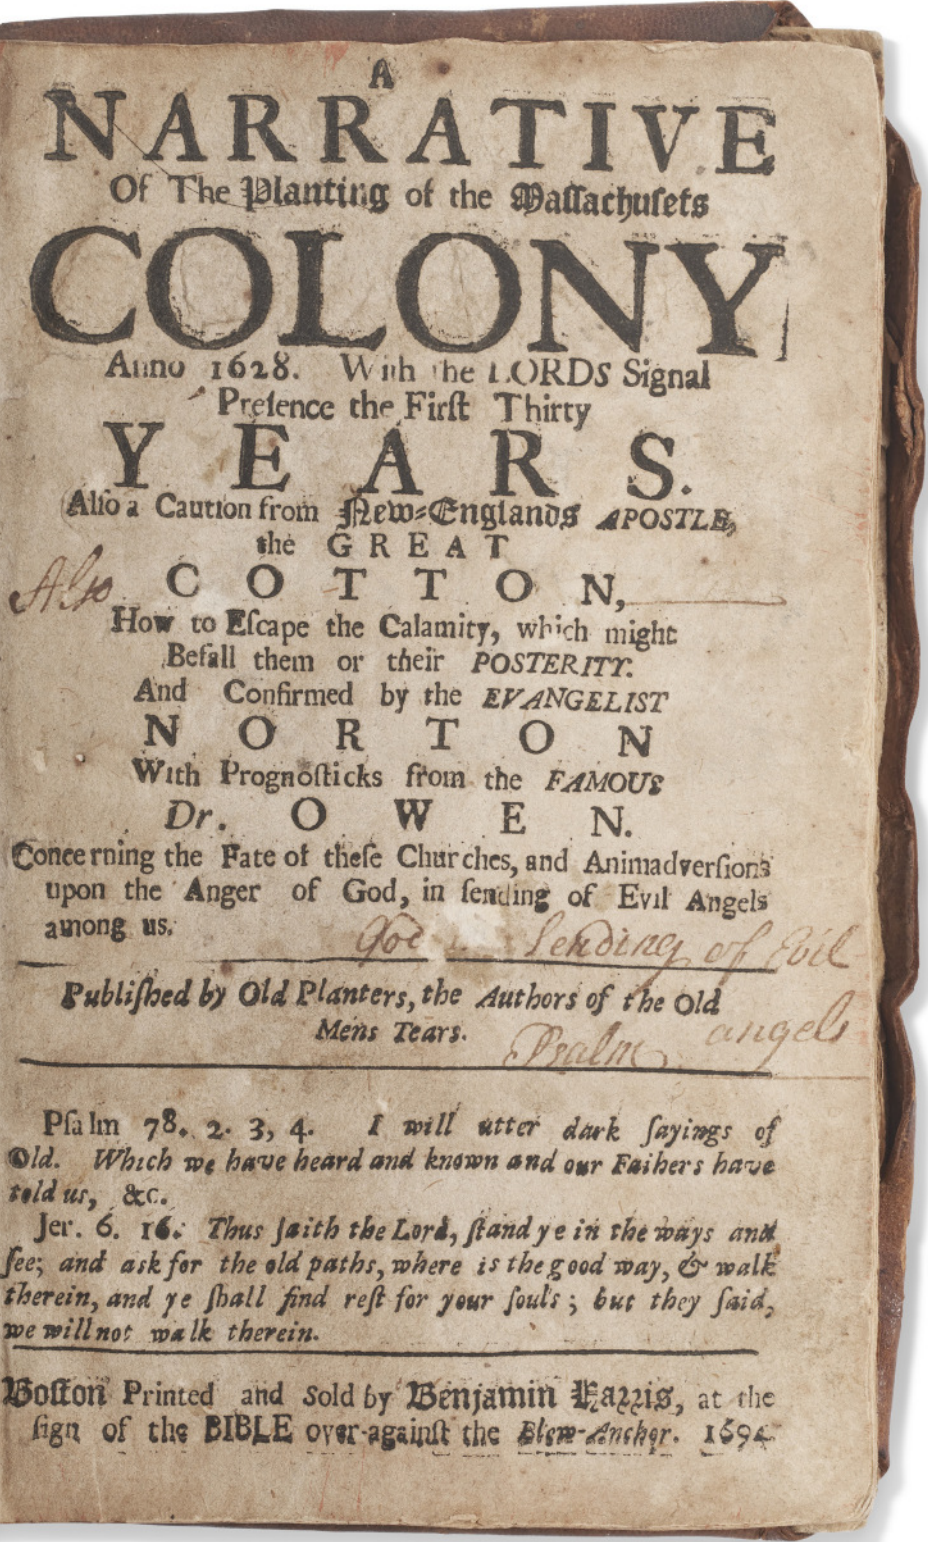 A
NARRATIVE
Of The Planting of the Maſſachuſets
COLONY
Anno 1628. With the LORDS Signal
Preſence the Firſt Thirty
YEARS.
Alſo a Caution from New-Englands APOSTLE,
the GREAT
Also COTTON,
How to Eſcape the Calamity, which might
Befall them or their POSTERITY.
And Confirmed by the EVANGELIST
NORTON
With Prognoſticks from the FAMOUS
Dr. OWEN.
Concerning the Fate of theſe Churches, and Animadverſions
upon the Anger of God, in ſending of Evil Angels
among us.
God ſending of Evil
Publiſhed by Old Planters, the Authors of the Old
Mens Tears.
Psalm angels
Pſalm 78. 2. 3, 4. I will utter dark ſayings of
Old. Which we have heard and known and our Fathers have
told us, &c.
Jer. 6. 16. Thus ſaith the Lord, ſtand ye in the ways and
ſee; and ask for the old paths, where is the good way, & walk
therein, and ye ſhall find reſt for your ſouls; but they ſaid,
we will not walk therein.
Boſton Printed and Sold by Benjamin Harris, at the
ſign of the BIBLE over-againſt the Blew-Anchor. 1694